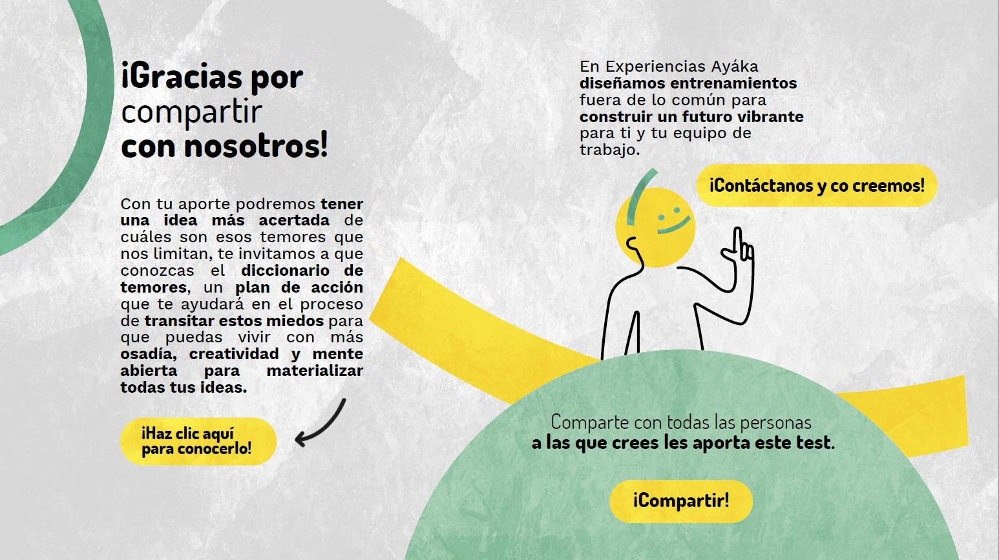 ¡Gracias por
compartir
con nosotros!
Con tu aporte podremos tener
una idea más acertada de
cuáles son esos temores que
nos limitan, te invitamos a que
conozcas el diccionario de
temores, un plan de acción
que te ayudará en el proceso
de transitar estos miedos para
que puedas vivir con más
osadía, creatividad y mente
abierta para materializar
todas tus ideas.
¡Haz clic aquí
para conocerlo!
En Experiencias Ayáka
diseñamos entrenamientos
fuera de lo común para
construir un futuro vibrante
para ti y tu equipo de
trabajo.
¡Contáctanos y co creemos!
Comparte con todas las personas
a las que crees les aporta este test.
¡Compartir!